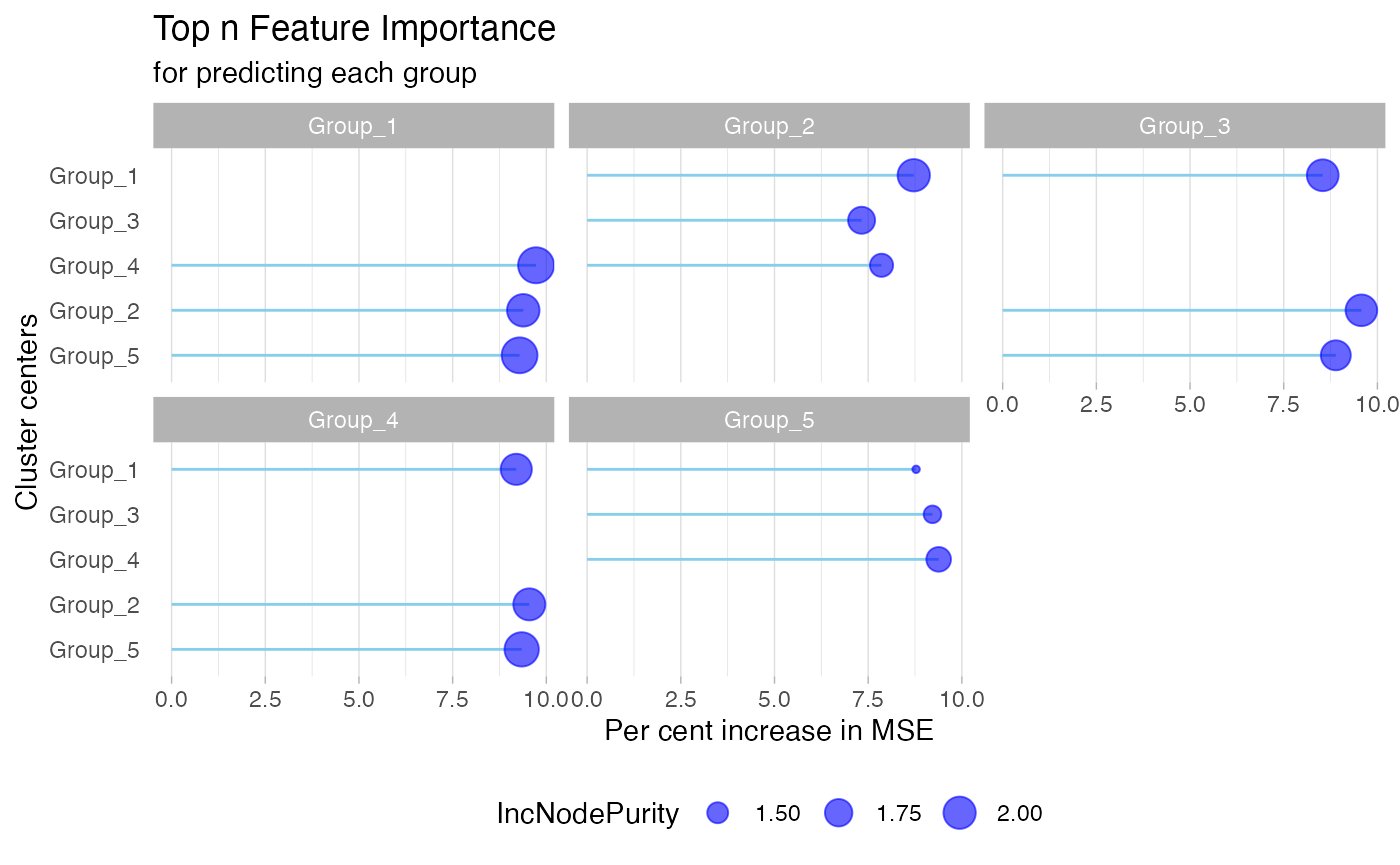 Top n Feature Importance
for predicting each group
Group_1 Group_2 Group_3
Group_1
Group_3
Group_4
Group_2
Group_5
0.0 2.5 5.0 7.5 10.0
Cluster centers
Group_4 Group_5
Group_1
Group_3
Group_4
Group_2
Group_5
0.0 2.5 5.0 7.5 10.0 0.0 2.5 5.0 7.5 10.0
Per cent increase in MSE
IncNodePurity 1.50 1.75 2.00